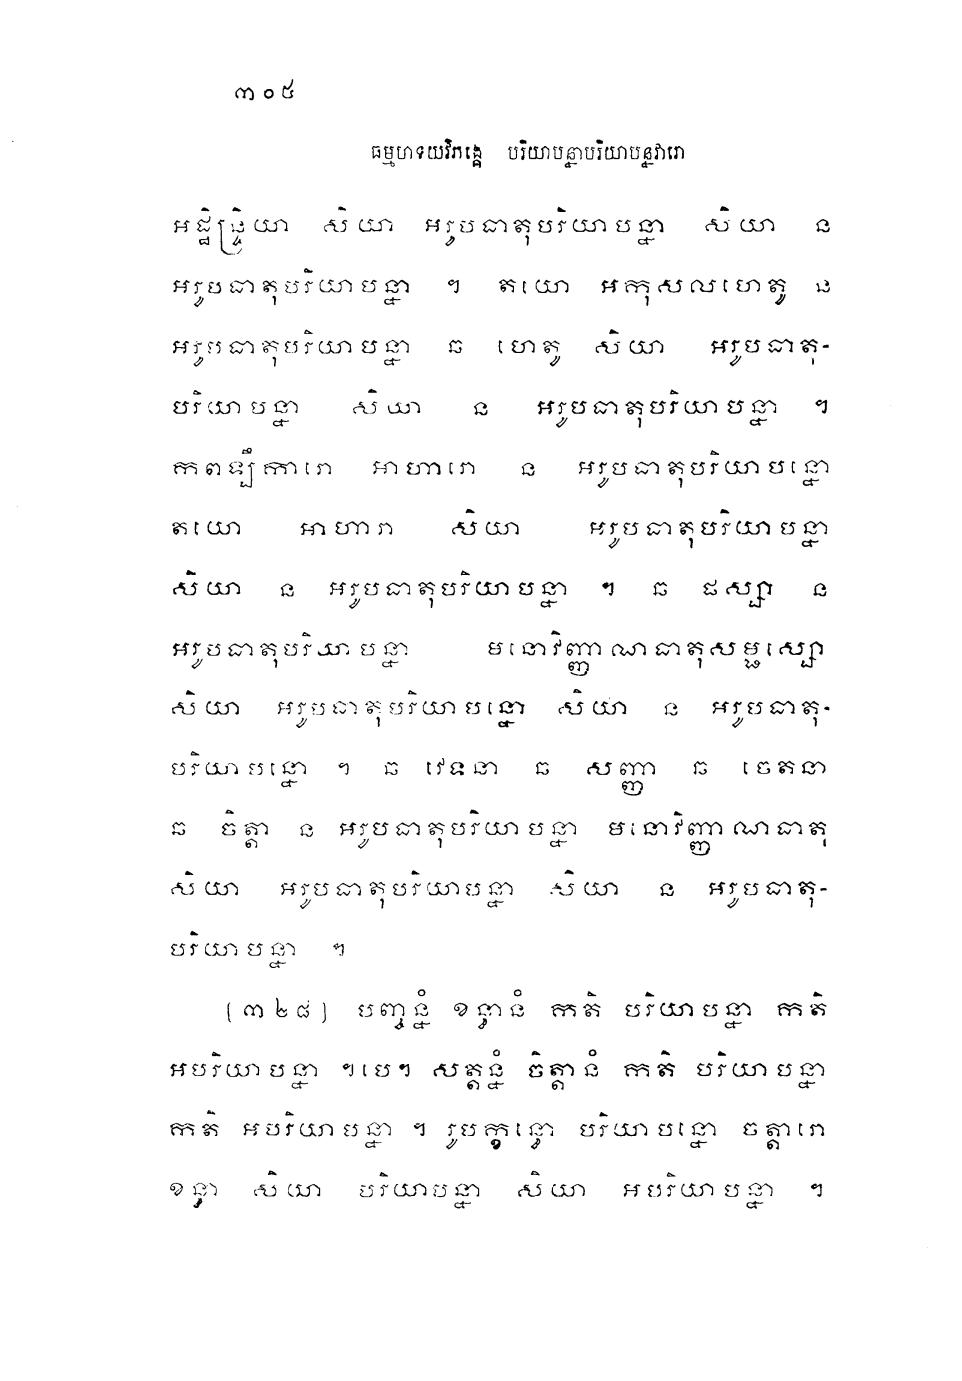 ៣០៥
ធម្មហទយវិភង្គេ បរិយាបន្នាបរិយាបន្នវារោ
អដ្ឋិន្ទ្រិយា សិយា អរូបធាតុបរិយាបន្នា សិយា ន
អរូបធាតុបរិយាបន្នា ។ តយោ អកុសលហេតូ ន
អរូបធាតុបរិយាបន្នា ឆ ហេតូ សិយា អរូបធាតុ-
បរិយាបន្នា សិយា ន អរូបធាតុបរិយាបន្នា ។
កពឡ្បីការោ អាហារោ ន អរូបធាតុបរិយាបន្នោ
តយោ អាហារា សិយា អរូបធាតុបរិយាបន្នា
សិយា ន អរូបធាតុបរិយាបន្នា ។ ឆ ផស្សា ន
អរូបធាតុបរិយាបន្នា មនោវិញ្ញាណធាតុសម្ផស្សោ
សិយា អរូបធាតុបរិយាបន្នោ សិយា ន អរូបធាតុ-
បរិយាបន្នោ ។ ឆ វេទនា ឆ សញ្ញា ឆ ចេតនា
ឆ ចិត្តា ន អរូបធាតុបរិយាបន្នា មនោវិញ្ញាណធាតុ
សិយា អរូបធាតុបរិយាបន្នា សិយា ន អរូបធាតុ-
បរិយាបន្នា ។
(៣២៨) បញ្ចន្នំ ខន្ធានំ កតិ បរិយាបន្នា កតិ
អបរិយាបន្នា ។បេ។ សត្តន្នំ ចិត្តានំ កតិ បរិយាបន្នា
កតិ អបរិយាបន្នា ។ រូបក្ខន្ធោ បរិយាបន្នោ ចត្តារោ
ខន្ធា សិយា បរិយាបន្នា សិយា អបរិយាបន្នា ។